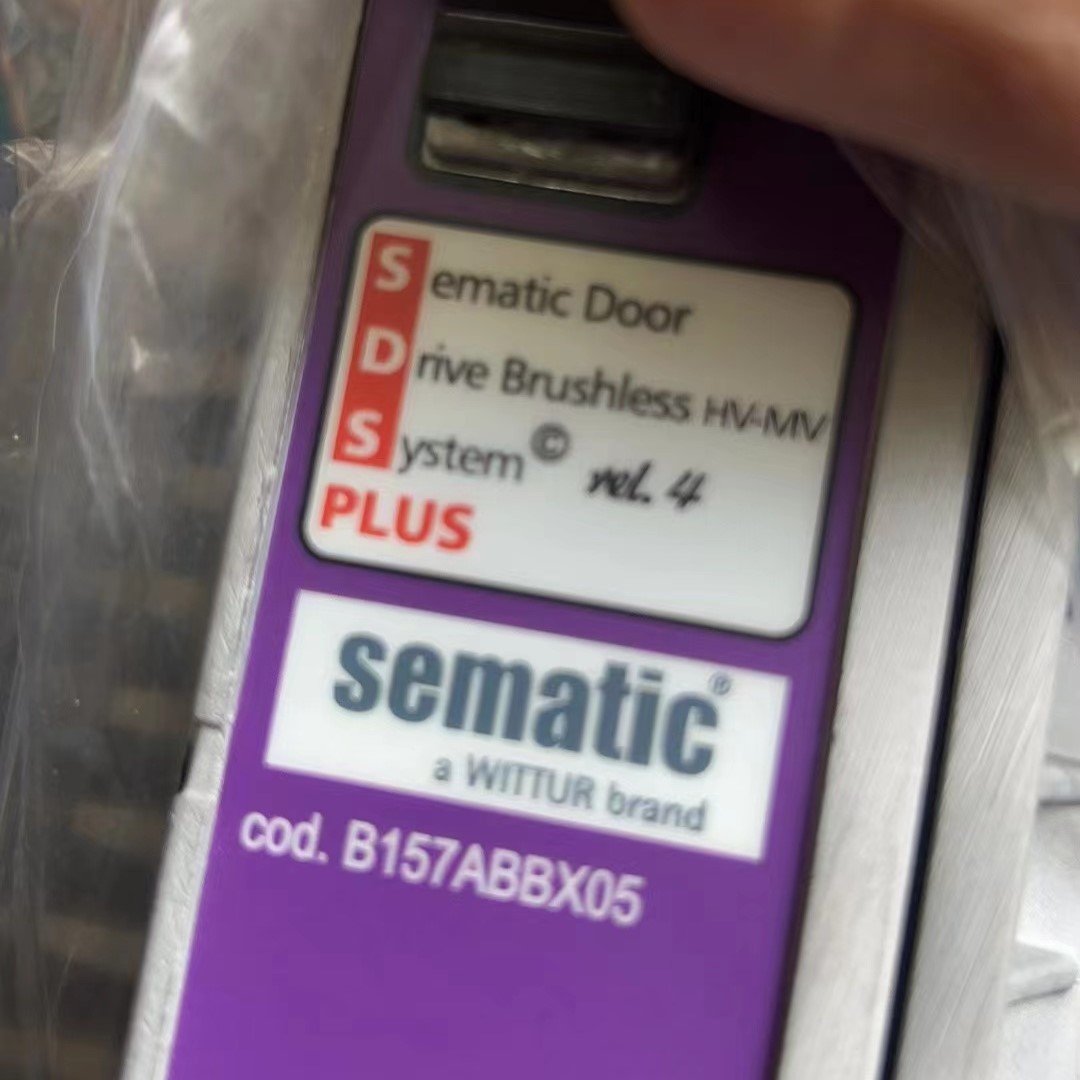 Sematic Door
Drive Brushless HV-MV
System© rel. 4
PLUS
sematic®
a WITTUR brand
cod. B157ABBX05